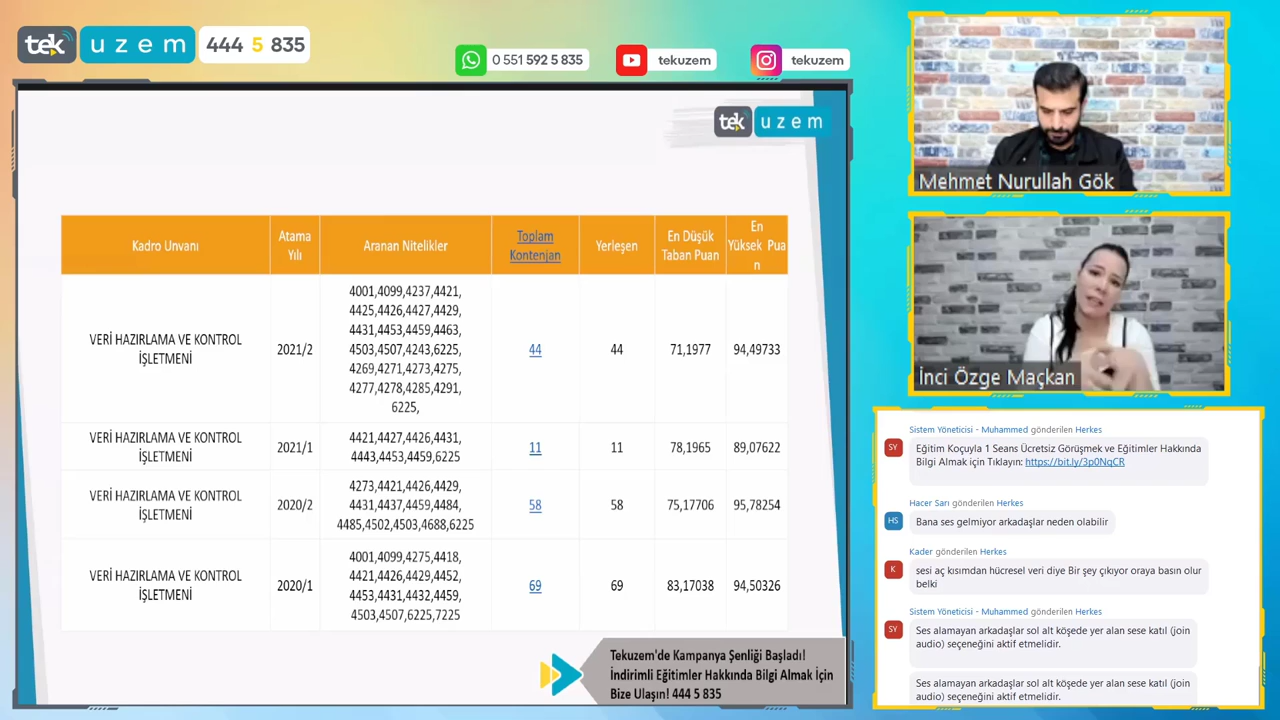 tek uzem 444 5 835
0 551 592 5 835
tekuzem
tekuzem
tek uzem
Kadro Unvanı
Atama
Yılı
Aranan Nitelikler
Toplam
Kontenjan
Yerleşen
En Düşük
Taban Puan
En
Yüksek Pua
n
VERİ HAZIRLAMA VE KONTROL
İŞLETMENİ
2021/2
4001,4099,4237,4421,
4425,4426,4427,4429,
4431,4453,4459,4463,
4503,4507,4243,6225,
4269,4271,4273,4275,
4277,4278,4285,4291,
6225,
44
44
71,1977
94,49733
VERİ HAZIRLAMA VE KONTROL
İŞLETMENİ
2021/1
4421,4427,4426,4431,
4443,4453,4459,6225
11
11
78,1965
89,07622
VERİ HAZIRLAMA VE KONTROL
İŞLETMENİ
2020/2
4273,4421,4426,4429,
4431,4437,4459,4484,
4485,4502,4503,4688,6225
58
58
75,17706
95,78254
VERİ HAZIRLAMA VE KONTROL
İŞLETMENİ
2020/1
4001,4099,4275,4418,
4421,4426,4429,4452,
4453,4431,4432,4459,
4503,4507,6225,7225
69
69
83,17038
94,50326
Tekuzem'de Kampanya Şenliği Başladı!
İndirimli Eğitimler Hakkında Bilgi Almak İçin
Bize Ulaşın! 444 5 835
Mehmet Nurullah Gök
İnci Özge Maçkan
Sistem Yöneticisi - Muhammed gönderilen Herkes
SY
Eğitim Koçuyla 1 Seans Ücretsiz Görüşmek ve Eğitimler Hakkında
Bilgi Almak için Tıklayın: https://bit.ly/3p0NqCR
Hacer Sarı gönderilen Herkes
HS
Bana ses gelmiyor arkadaşlar neden olabilir
Kader gönderilen Herkes
K
sesi aç kısımdan hücresel veri diye Bir şey çıkıyor oraya basın olur
belki
Sistem Yöneticisi - Muhammed gönderilen Herkes
SY
Ses alamayan arkadaşlar sol alt köşede yer alan sese katıl (join
audio) seçeneğini aktif etmelidir.
Ses alamayan arkadaşlar sol alt köşede yer alan sese katıl (join
audio) seçeneğini aktif etmelidir.